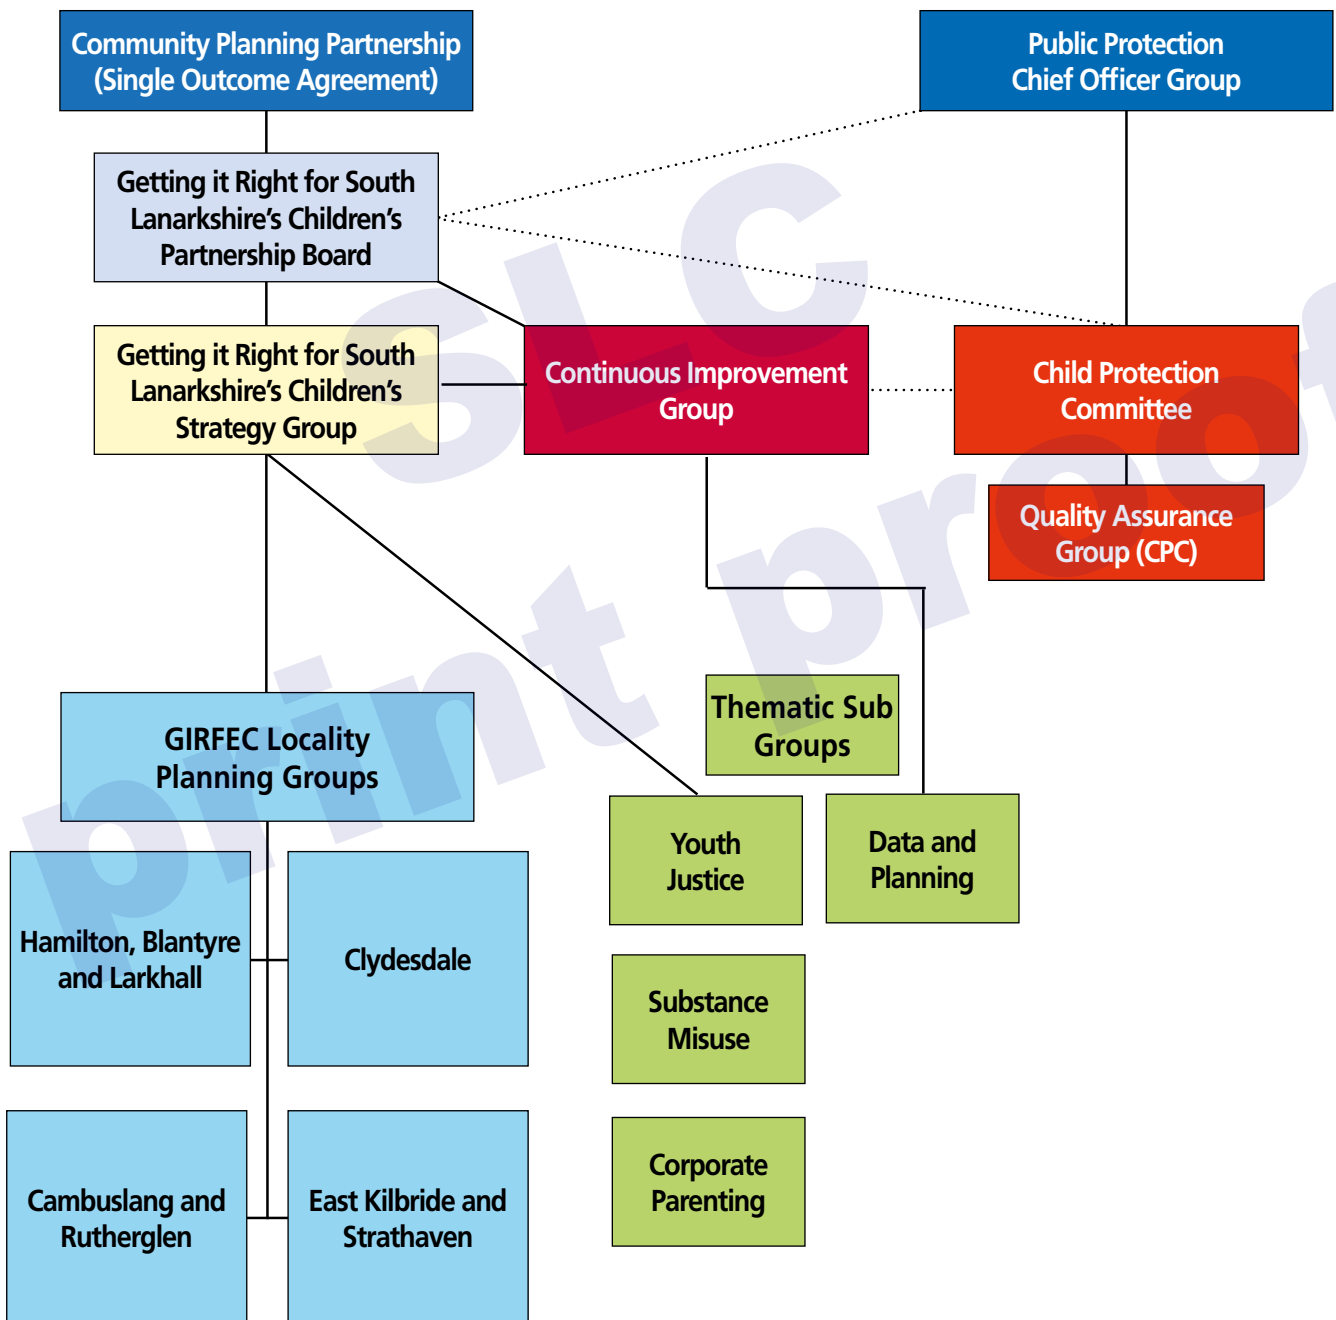 Community Planning Partnership
(Single Outcome Agreement)
Public Protection
Chief Officer Group
Getting it Right for South
Lanarkshire’s Children’s
Partnership Board
Getting it Right for South
Lanarkshire’s Children’s
Strategy Group
Continuous Improvement
Group
Child Protection
Committee
Quality Assurance
Group (CPC)
GIRFEC Locality
Planning Groups
Thematic Sub
Groups
Youth
Justice
Data and
Planning
Hamilton, Blantyre
and Larkhall
Clydesdale
Substance
Misuse
Cambuslang and
Rutherglen
East Kilbride and
Strathaven
Corporate
Parenting
SLC
print proof